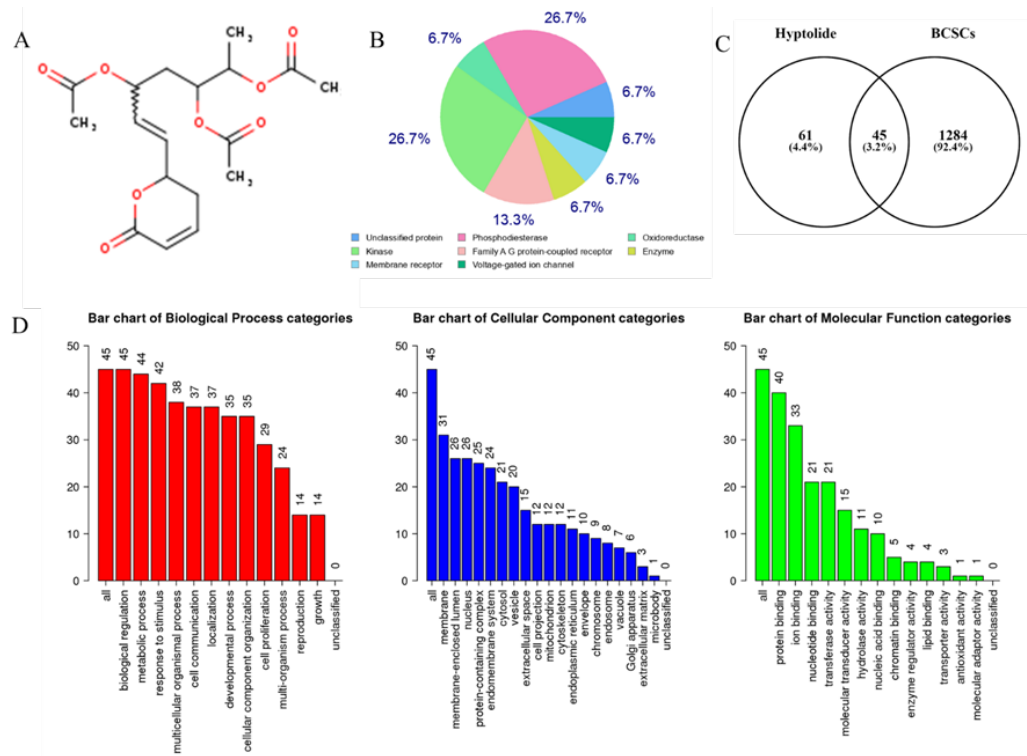 A
O
O
CH3
CH3
O
O
CH
O
O
CH3
O
O
B
26.7%
6.7%
6.7%
6.7%
26.7%
6.7%
6.7%
13.3%
Unclassified protein
Phosphodiesterase
Oxidoreductase
Kinase
Family A G protein-coupled receptor
Enzyme
Membrane receptor
Voltage-gated ion channel
C
Hyptolide
BCSCs
61
(4.4%)
45
(3.2%)
1284
(92.4%)
D
Bar chart of Biological Process categories
50
40
30
20
10
0
45
45
44
42
38
37
37
35
35
29
24
14
14
0
all
biological regulation
metabolic process
response to stimulus
multicellular organismal process
cell communication
localization
developmental process
cellular component organization
cell proliferation
multi-organism process
reproduction
growth
unclassified
Bar chart of Cellular Component categories
50
40
30
20
10
0
45
31
26
26
25
24
21
20
15
12
12
12
11
10
9
8
7
6
3
1
0
all
membrane
membrane-enclosed lumen
nucleus
protein-containing complex
endomembrane system
cytosol
vesicle
extracellular space
cell projection
mitochondrion
cytoskeleton
endoplasmic reticulum
envelope
chromosome
endosome
vacuole
Golgi apparatus
extracellular matrix
microbody
unclassified
Bar chart of Molecular Function categories
50
40
30
20
10
0
45
40
33
21
21
15
11
10
5
4
4
3
1
1
0
all
protein binding
ion binding
nucleotide binding
transferase activity
molecular transducer activity
hydrolase activity
nucleic acid binding
chromatin binding
enzyme regulator activity
lipid binding
transporter activity
antioxidant activity
molecular adaptor activity
unclassified